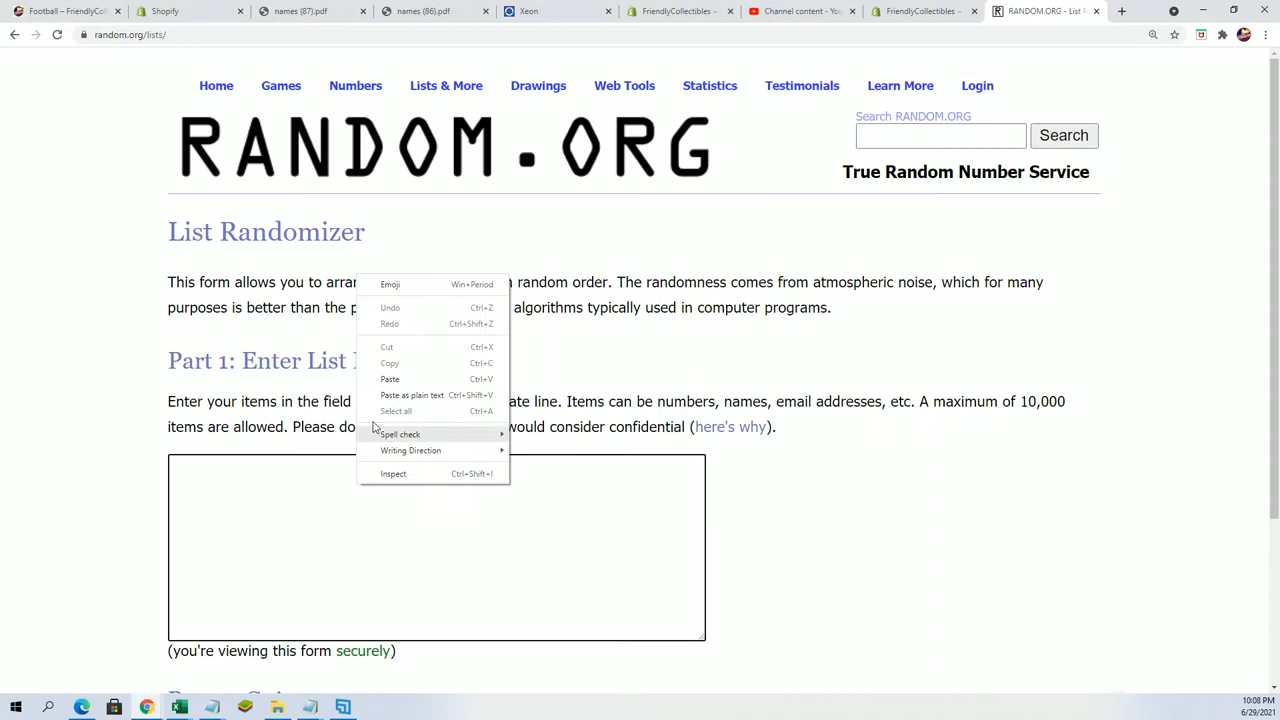 Football – FriendlyCo
Shopify
names (87).pdf
names (86).pdf
Xeon
FriendlyCollectibles –
Channel content - You
FriendlyCollectibles –
RANDOM.ORG - List R
random.org/lists/
Home
Games
Numbers
Lists & More
Drawings
Web Tools
Statistics
Testimonials
Learn More
Login
RANDOM.ORG
Search RANDOM.ORG
Search
True Random Number Service
List Randomizer
This form allows you to arra random order. The randomness comes from atmospheric noise, which for many
purposes is better than the p algorithms typically used in computer programs.
Part 1: Enter List
Enter your items in the field te line. Items can be numbers, names, email addresses, etc. A maximum of 10,000
items are allowed. Please do would consider confidential (here's why).
Emoji Win+Period
Undo Ctrl+Z
Redo Ctrl+Shift+Z
Cut Ctrl+X
Copy Ctrl+C
Paste Ctrl+V
Paste as plain text Ctrl+Shift+V
Select all Ctrl+A
Spell check
Writing Direction
Inspect Ctrl+Shift+I
(you're viewing this form securely)
10:08 PM
6/29/2021